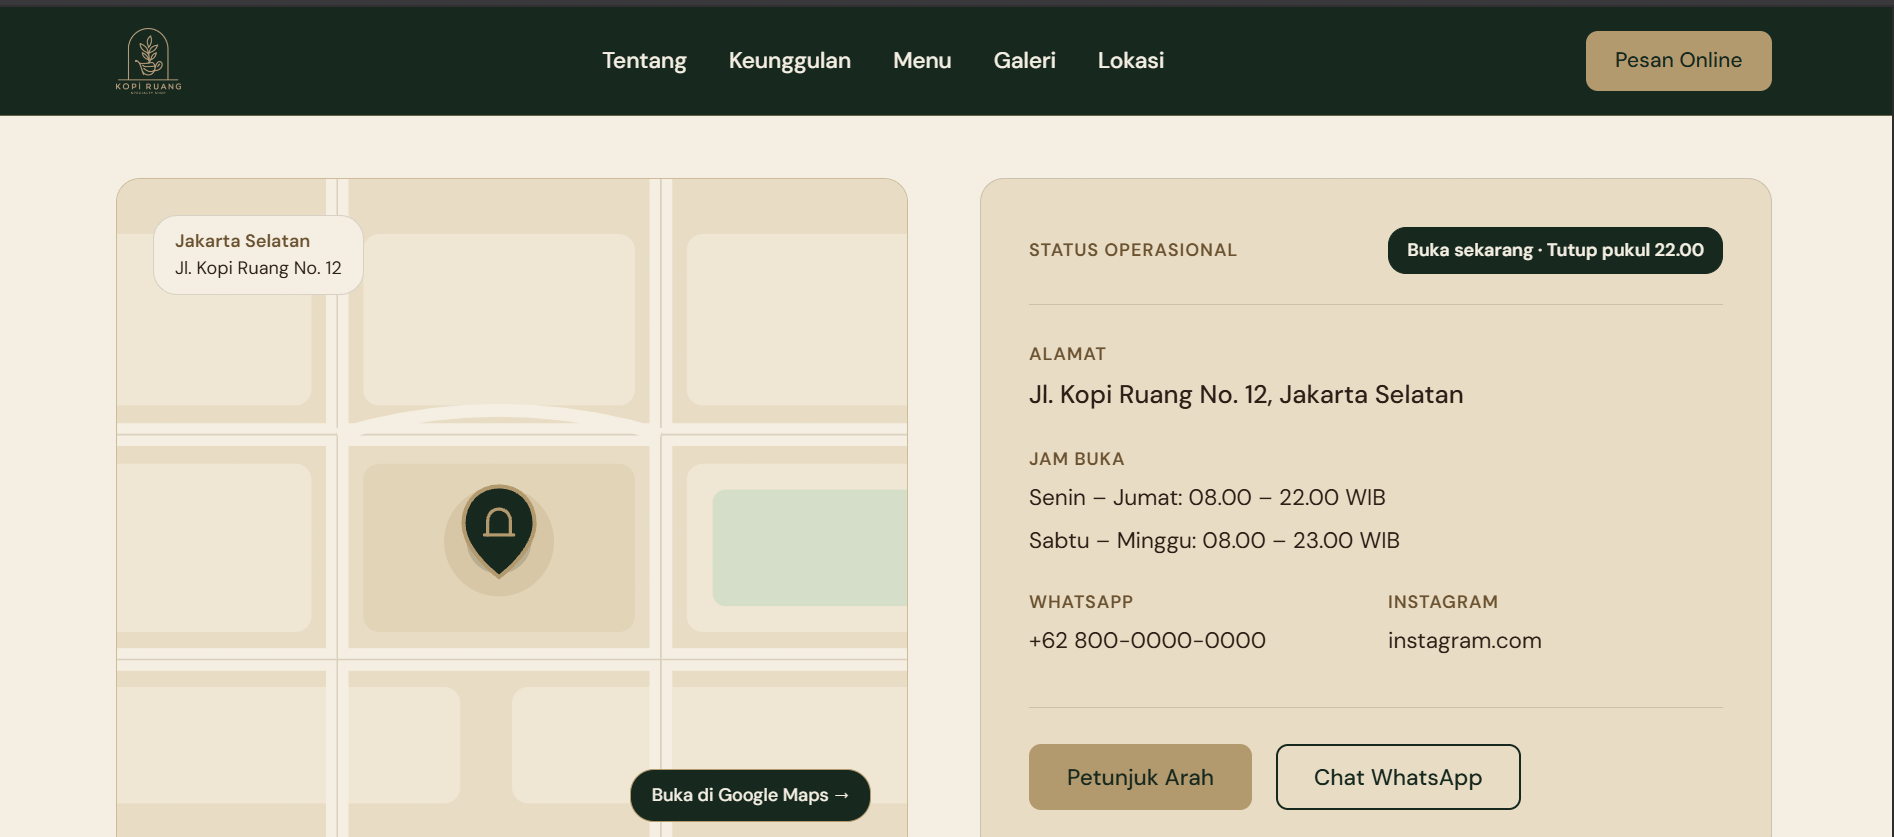 KOPI RUANG
Tentang
Keunggulan
Menu
Galeri
Lokasi
Pesan Online
Jakarta Selatan
Jl. Kopi Ruang No. 12
Buka di Google Maps →
STATUS OPERASIONAL
Buka sekarang · Tutup pukul 22.00
ALAMAT
Jl. Kopi Ruang No. 12, Jakarta Selatan
JAM BUKA
Senin – Jumat: 08.00 – 22.00 WIB
Sabtu – Minggu: 08.00 – 23.00 WIB
WHATSAPP
+62 800-0000-0000
INSTAGRAM
instagram.com
Petunjuk Arah
Chat WhatsApp